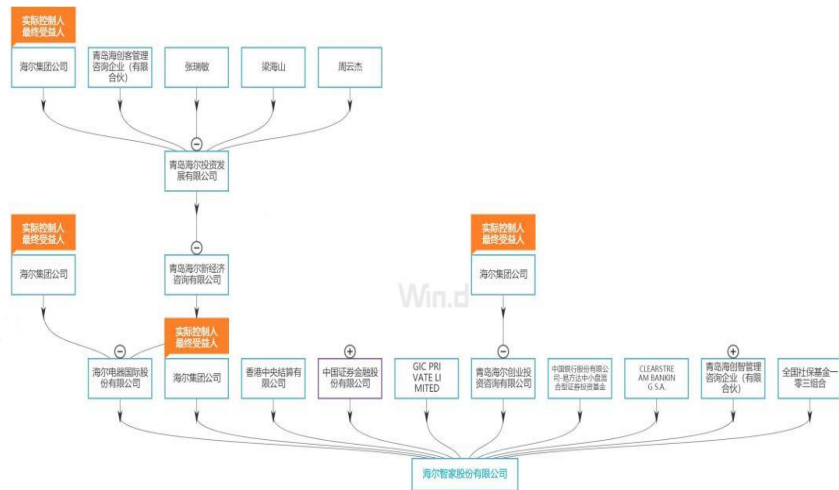 实际控制人
最终受益人
海尔集团公司
青岛海创客管理
咨询企业（有限
合伙）
张瑞敏
梁海山
周云杰
青岛海尔投资发
展有限公司
实际控制人
最终受益人
海尔集团公司
青岛海尔新经济
咨询有限公司
实际控制人
最终受益人
海尔集团公司
Win.d
海尔电器国际股
份有限公司
实际控制人
最终受益人
海尔集团公司
香港中央结算有
限公司
中国证券金融股
份有限公司
GIC PRI
VATE LI
MITED
青岛海尔创业投
资咨询有限公司
中国银行股份有限公
司-易方达中小盘混
合型证券投资基金
CLEARSTRE
AM BANKIN
G S.A.
青岛海创智管理
咨询企业（有限
合伙）
全国社保基金一
零三组合
海尔智家股份有限公司